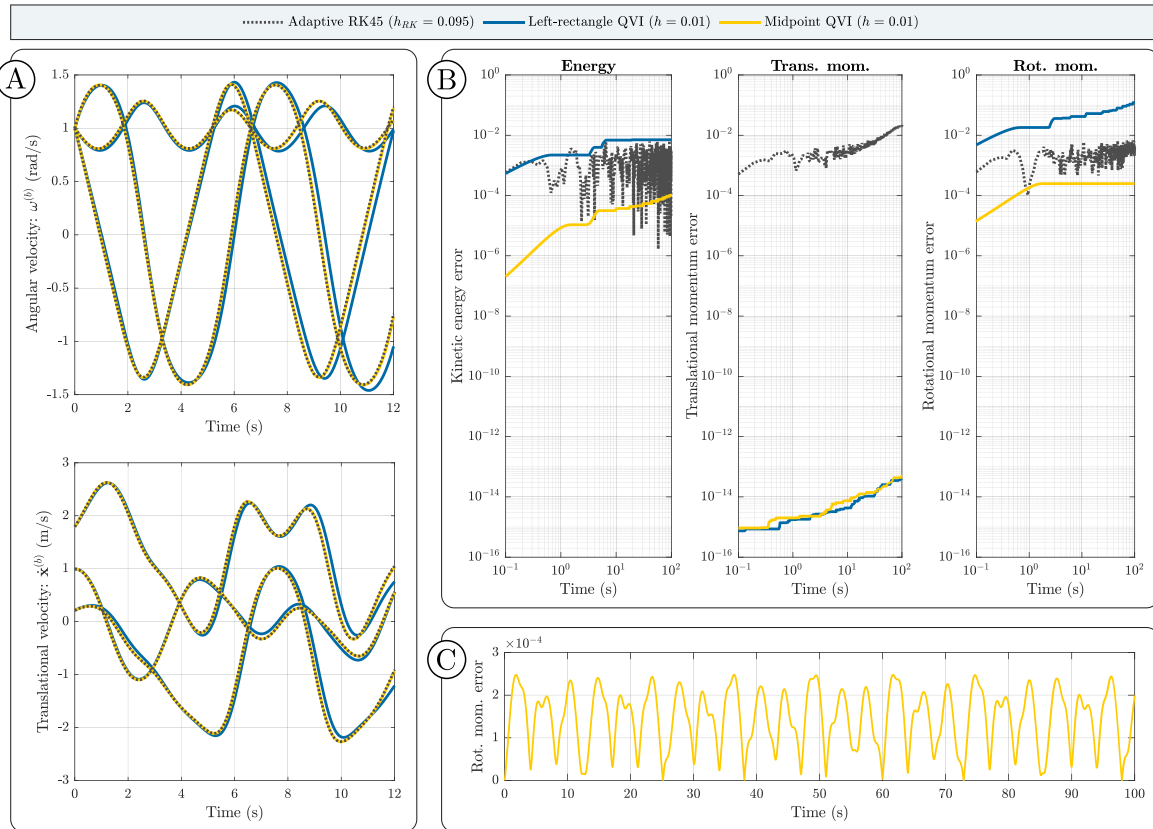 Adaptive RK45 (h_RK = 0.095) Left-rectangle QVI (h = 0.01) Midpoint QVI (h = 0.01)
A
1.5
1
0.5
0
-0.5
-1
-1.5
Angular velocity: ω^(b) (rad/s)
0 2 4 6 8 10 12
Time (s)
3
2
1
0
-1
-2
-3
Translational velocity: ẋ^(b) (m/s)
0 2 4 6 8 10 12
Time (s)
B
Energy
10^0
10^−2
10^−4
10^−6
10^−8
10^−10
10^−12
10^−14
10^−16
Kinetic energy error
10^−1 10^0 10^1 10^2
Time (s)
Trans. mom.
10^0
10^−2
10^−4
10^−6
10^−8
10^−10
10^−12
10^−14
10^−16
Translational momentum error
10^−1 10^0 10^1 10^2
Time (s)
Rot. mom.
10^0
10^−2
10^−4
10^−6
10^−8
10^−10
10^−12
10^−14
10^−16
Rotational momentum error
10^−1 10^0 10^1 10^2
Time (s)
C
×10^−4
3
2
1
0
Rot. mom. error
0 10 20 30 40 50 60 70 80 90 100
Time (s)